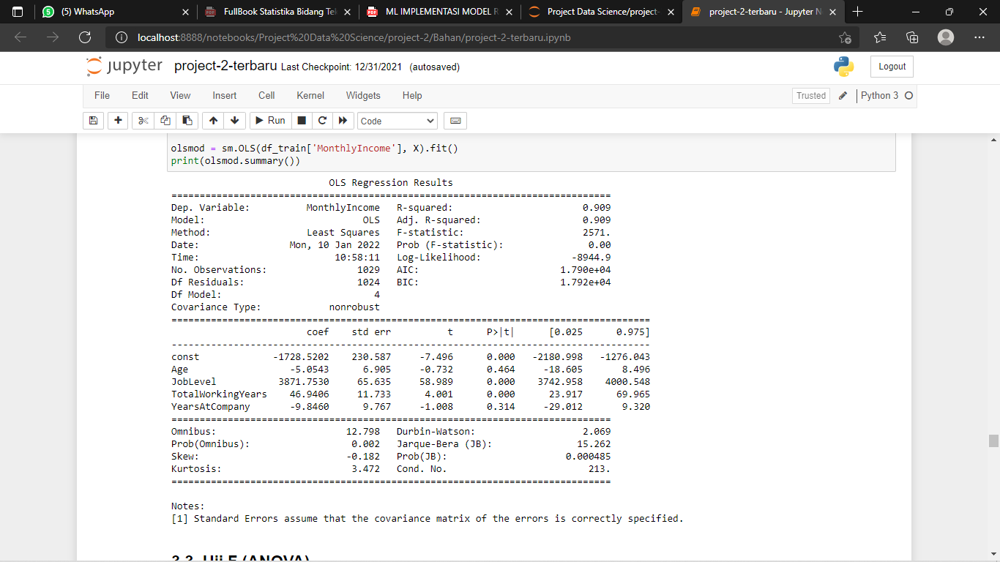 (5) WhatsApp
FullBook Statistika Bidang Te
ML IMPLEMENTASI MODEL R
Project Data Science/project-
project-2-terbaru - Jupyter N
localhost:8888/notebooks/Project%20Data%20Science/project-2/Bahan/project-2-terbaru.ipynb
jupyter project-2-terbaru Last Checkpoint: 12/31/2021 (autosaved)
Logout
File Edit View Insert Cell Kernel Widgets Help
Trusted Python 3
Run Code
olsmod = sm.OLS(df_train['MonthlyIncome'], X).fit()
print(olsmod.summary())
OLS Regression Results
Dep. Variable: MonthlyIncome R-squared: 0.909
Model: OLS Adj. R-squared: 0.909
Method: Least Squares F-statistic: 2571.
Date: Mon, 10 Jan 2022 Prob (F-statistic): 0.00
Time: 10:58:11 Log-Likelihood: -8944.9
No. Observations: 1029 AIC: 1.790e+04
Df Residuals: 1024 BIC: 1.792e+04
Df Model: 4
Covariance Type: nonrobust
coef std err t P>|t| [0.025 0.975]
const -1728.5202 230.587 -7.496 0.000 -2180.998 -1276.043
Age -5.0543 6.905 -0.732 0.464 -18.605 8.496
JobLevel 3871.7530 65.635 58.989 0.000 3742.958 4000.548
TotalWorkingYears 46.9406 11.733 4.001 0.000 23.917 69.965
YearsAtCompany -9.8460 9.767 -1.008 0.314 -29.012 9.320
Omnibus: 12.798 Durbin-Watson: 2.069
Prob(Omnibus): 0.002 Jarque-Bera (JB): 15.262
Skew: -0.182 Prob(JB): 0.000485
Kurtosis: 3.472 Cond. No. 213.
Notes:
[1] Standard Errors assume that the covariance matrix of the errors is correctly specified.
Uji F (ANOVA)